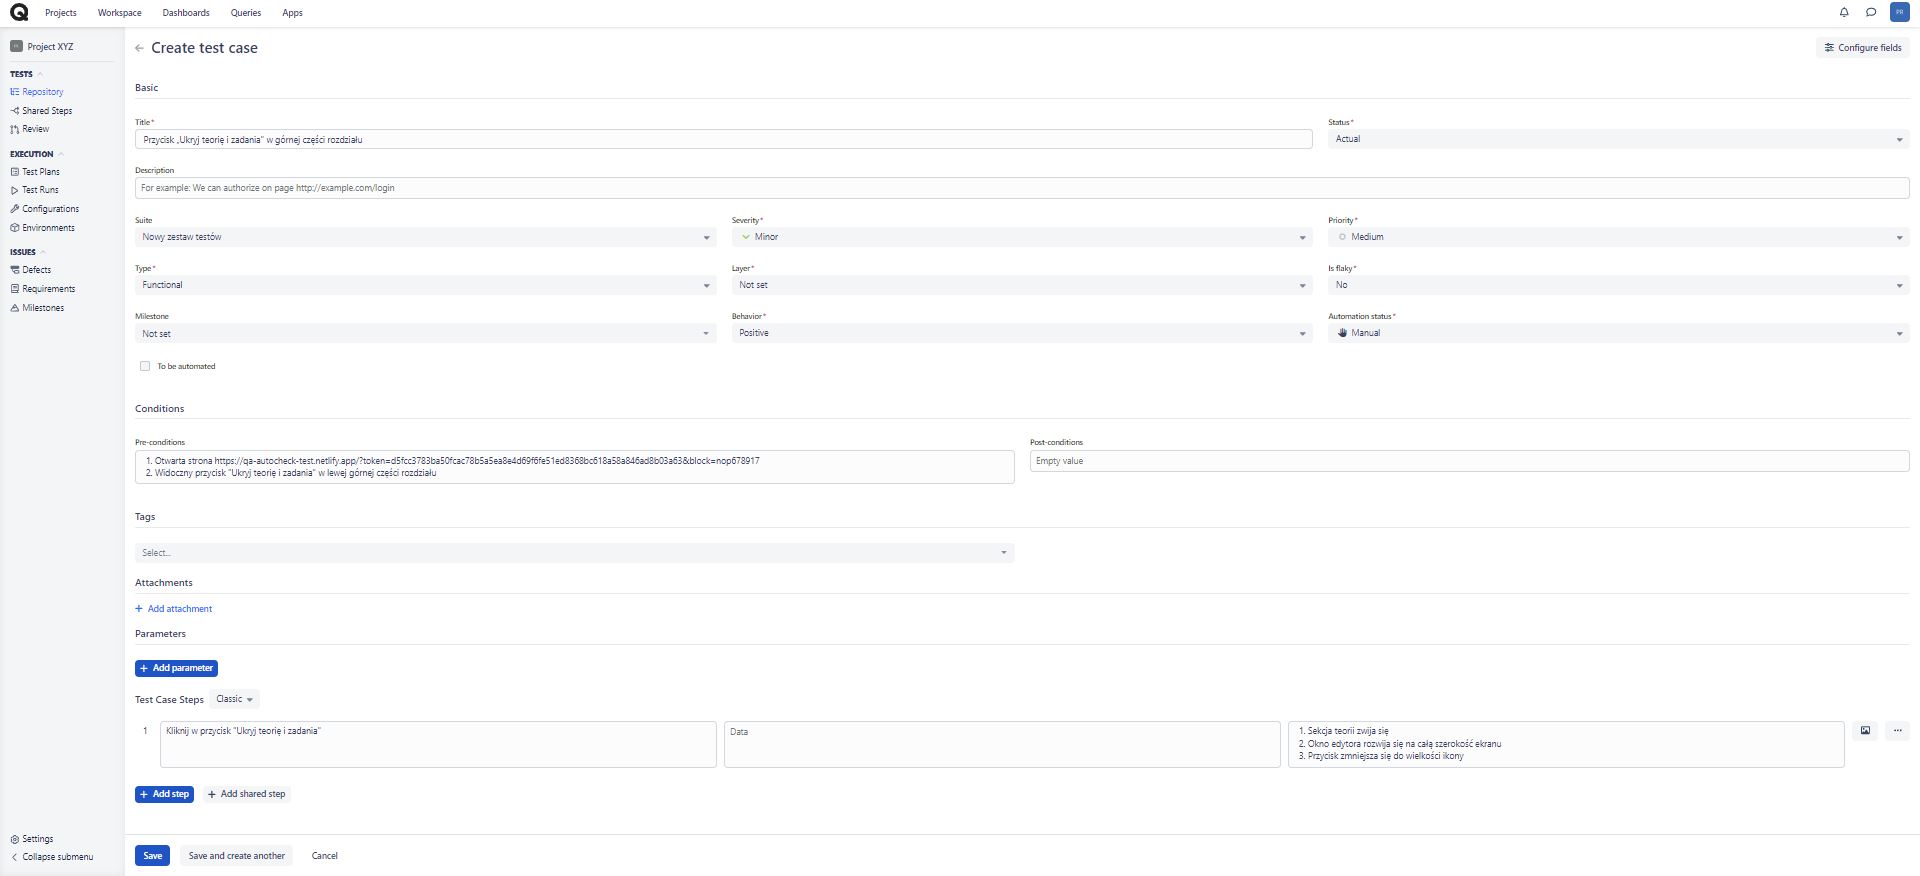 Projects Workspace Dashboards Queries Apps PB
Project XYZ
TESTS
Repository
Shared Steps
Review
EXECUTION
Test Plans
Test Runs
Configurations
Environments
ISSUES
Defects
Requirements
Milestones
Settings
Collapse submenu
Create test case
Configure fields
Basic
Title*
Przycisk „Ukryj teorię i zadania" w górnej części rozdziału
Status*
Actual
Description
For example: We can authorize on page http://example.com/login
Suite
Nowy zestaw testów
Severity*
Minor
Priority*
Medium
Type*
Functional
Layer*
Not set
Is flaky*
No
Milestone
Not set
Behavior*
Positive
Automation status*
Manual
To be automated
Conditions
Pre-conditions
1. Otwarta strona https://qa-autocheck-test.netlify.app/?token=d5fcc3783ba50fcac78b5a5ea8e4d69f6fe51ed8368bc618a58a846ad8b03a63&block=nop678917
2. Widoczny przycisk "Ukryj teorię i zadania" w lewej górnej części rozdziału
Post-conditions
Empty value
Tags
Select...
Attachments
+ Add attachment
Parameters
+ Add parameter
Test Case Steps Classic
1
Kliknij w przycisk "Ukryj teorię i zadania"
Data
1. Sekcja teorii zwija się
2. Okno edytora rozwija się na całą szerokość ekranu
3. Przycisk zmniejsza się do wielkości ikony
+ Add step + Add shared step
Save Save and create another Cancel